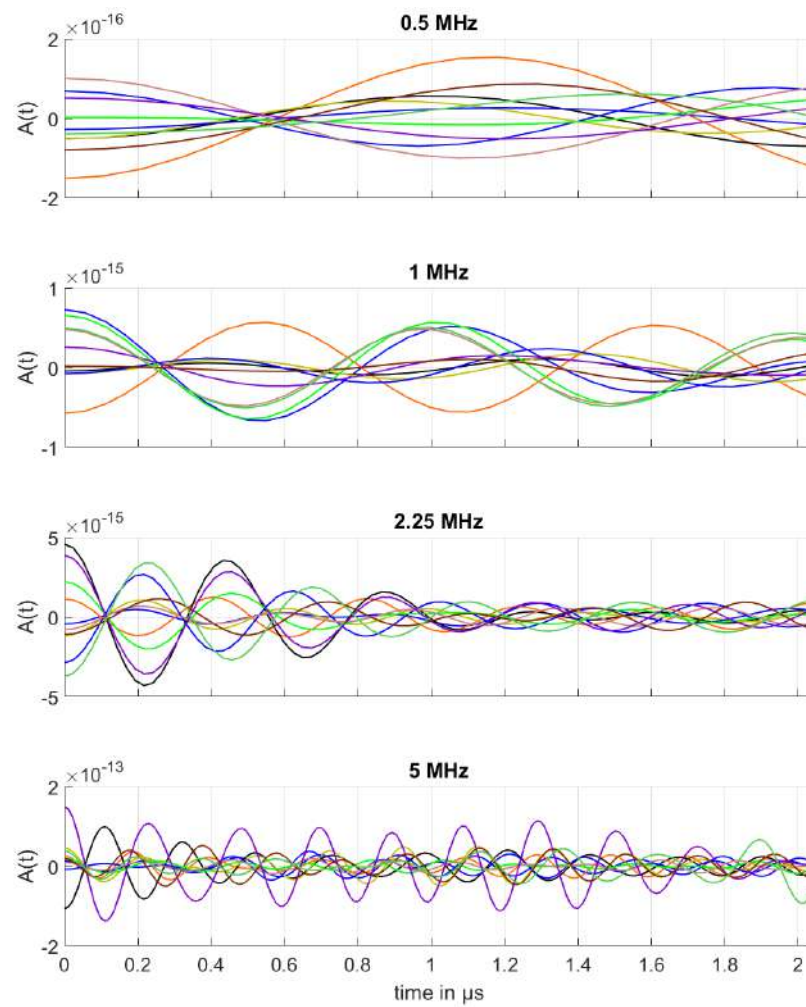 ×10⁻¹⁶
0.5 MHz
2
0
-2
A(t)
×10⁻¹⁵
1 MHz
1
0
-1
A(t)
×10⁻¹⁵
2.25 MHz
5
0
-5
A(t)
×10⁻¹³
5 MHz
2
0
-2
A(t)
0 0.2 0.4 0.6 0.8 1 1.2 1.4 1.6 1.8 2
time in µs